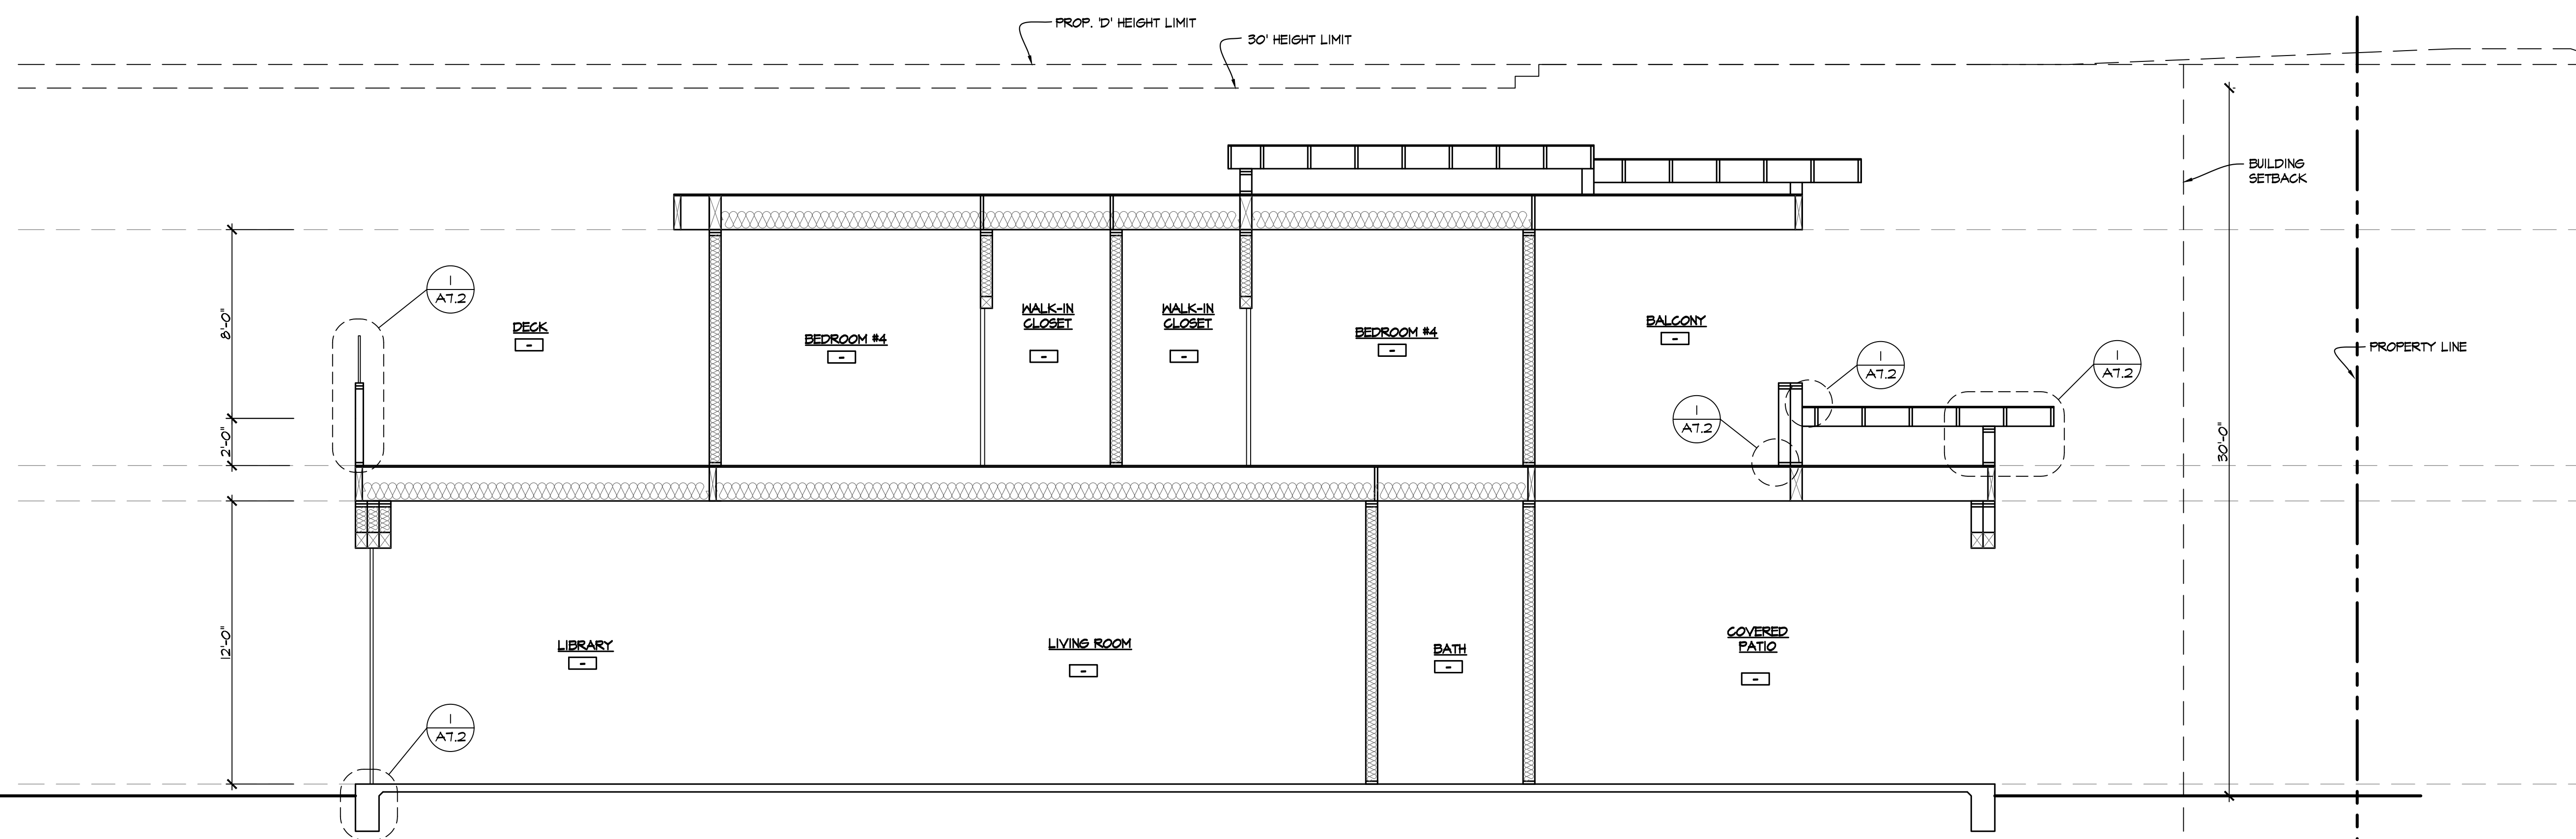 PROP. 'D' HEIGHT LIMIT
30' HEIGHT LIMIT
BUILDING
SETBACK
PROPERTY LINE
8'-0"
2'-0"
12'-0"
30'-0"
1
A7.2
DECK
-
BEDROOM #4
-
WALK-IN
CLOSET
-
WALK-IN
CLOSET
-
BEDROOM #4
-
BALCONY
-
1
A7.2
1
A7.2
1
A7.2
LIBRARY
-
LIVING ROOM
-
BATH
-
COVERED
PATIO
-
1
A7.2